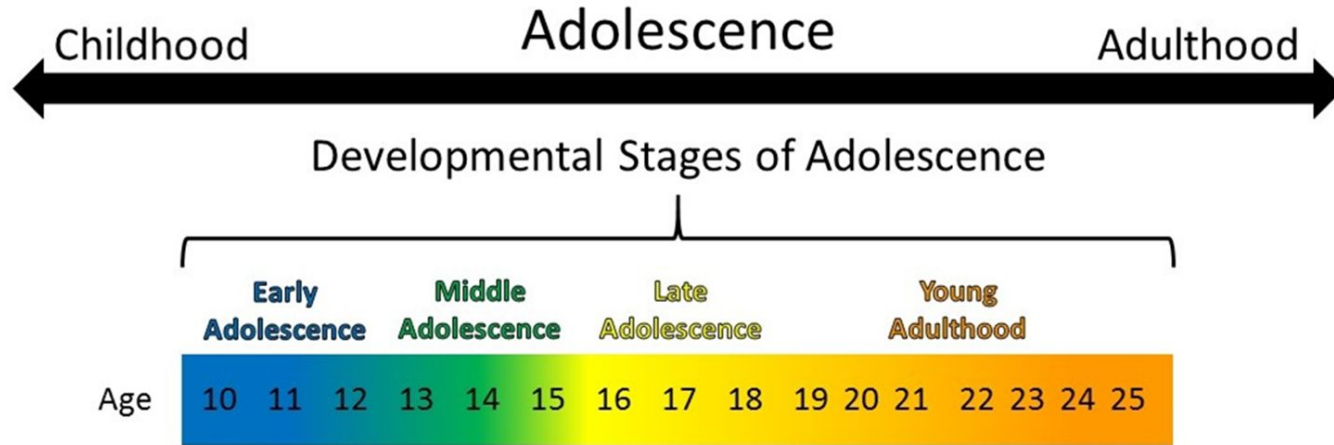 Childhood Adolescence Adulthood
Developmental Stages of Adolescence
Early Middle Late Young
Adolescence Adolescence Adolescence Adulthood
Age 10 11 12 13 14 15 16 17 18 19 20 21 22 23 24 25